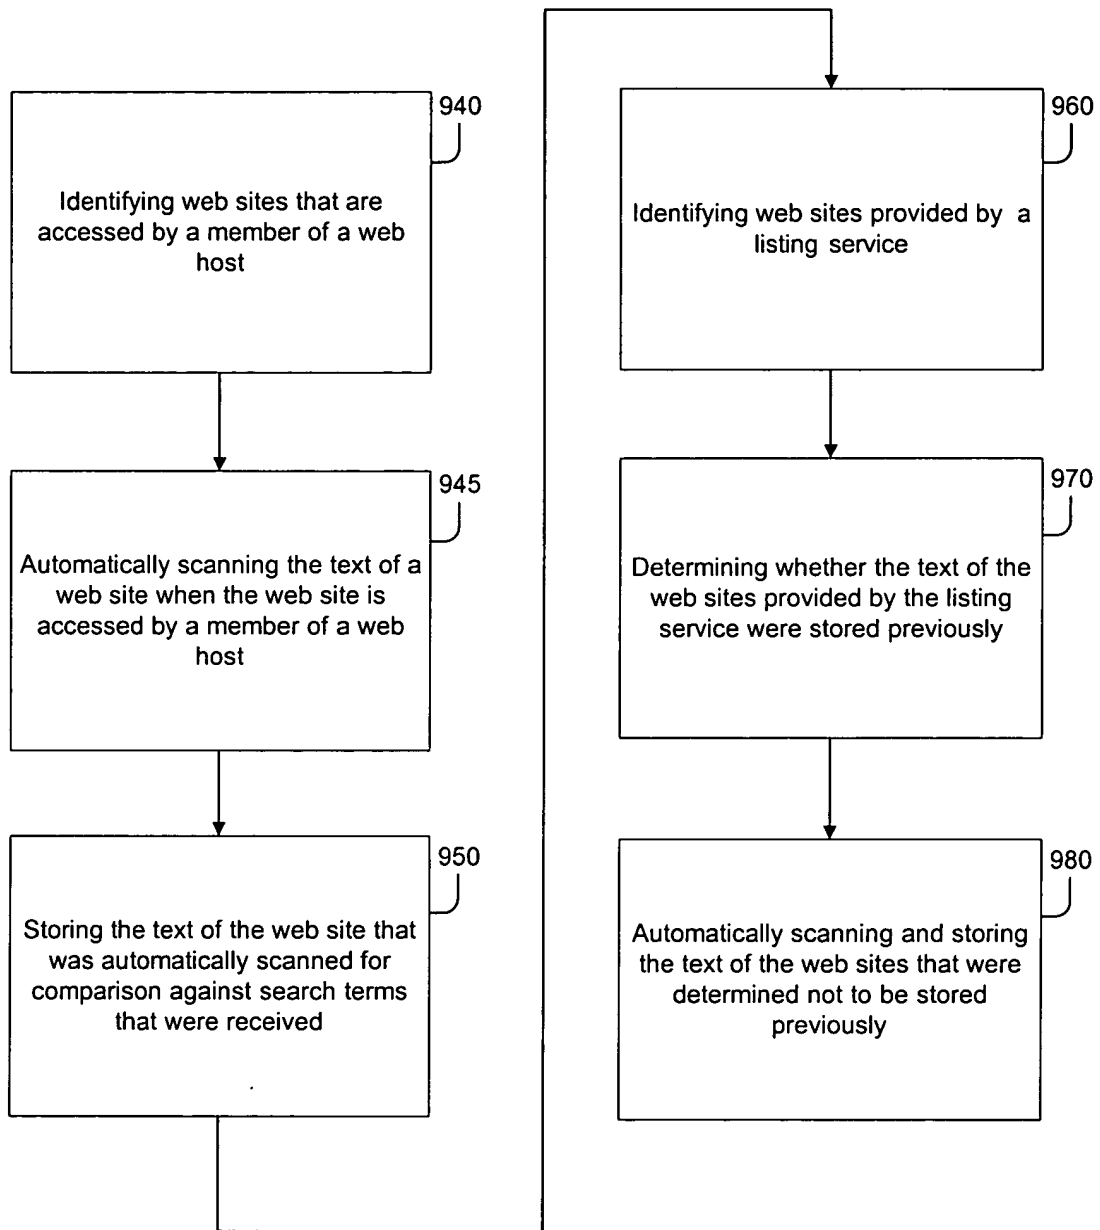 940
Identifying web sites that are
accessed by a member of a web
host
945
Automatically scanning the text of a
web site when the web site is
accessed by a member of a web
host
950
Storing the text of the web site that
was automatically scanned for
comparison against search terms
that were received
960
Identifying web sites provided by a
listing service
970
Determining whether the text of the
web sites provided by the listing
service were stored previously
980
Automatically scanning and storing
the text of the web sites that were
determined not to be stored
previously